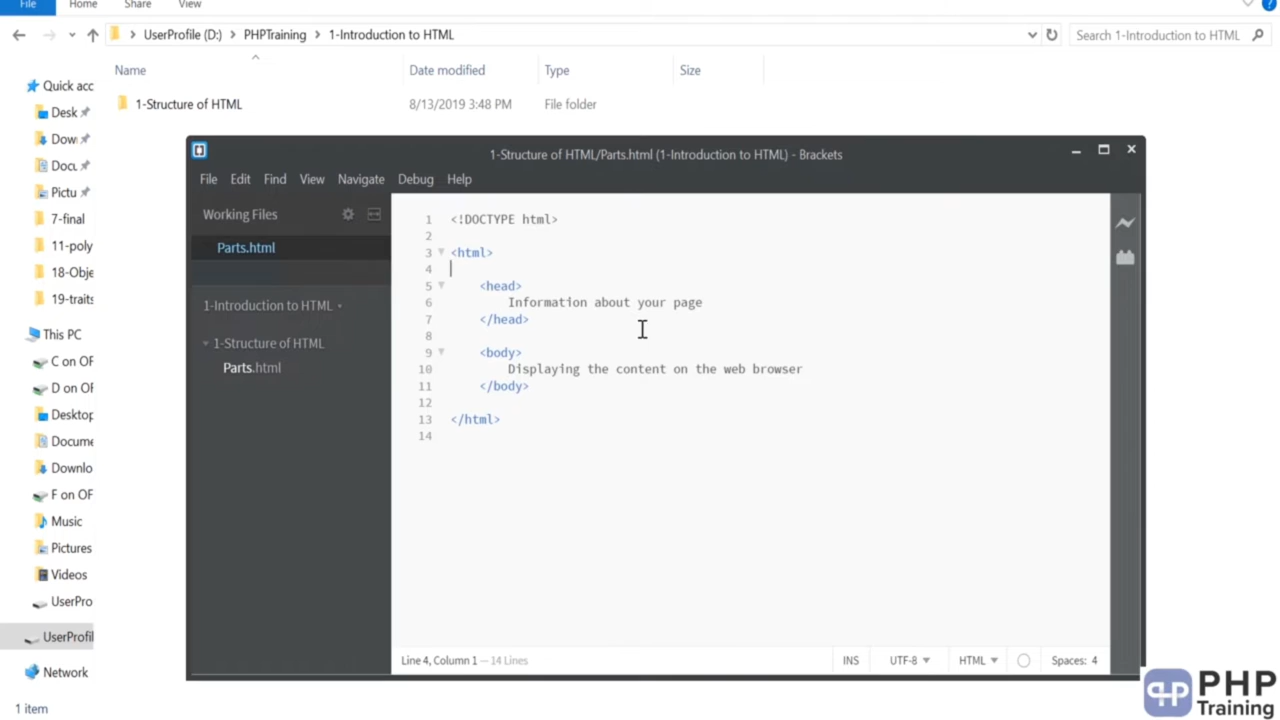 File Home Share View
UserProfile (D:) PHPTraining 1-Introduction to HTML Search 1-Introduction to HTML
Name Date modified Type Size
1-Structure of HTML 8/13/2019 3:48 PM File folder
Quick acc
Desk
Dow
Docu
Pictu
7-final
11-poly
18-Obje
19-traits
This PC
C on OF
D on OF
Desktop
Docume
Downlo
F on OF
Music
Pictures
Videos
UserPro
UserProfil
Network
1 item
1-Structure of HTML/Parts.html (1-Introduction to HTML) - Brackets
File Edit Find View Navigate Debug Help
Working Files
Parts.html
1-Introduction to HTML
1-Structure of HTML
Parts.html
1 <!DOCTYPE html>
2
3 <html>
4
5 <head>
6 Information about your page
7 </head>
8
9 <body>
10 Displaying the content on the web browser
11 </body>
12
13 </html>
14
Line 4, Column 1 — 14 Lines INS UTF-8 HTML Spaces: 4
PHP
Training